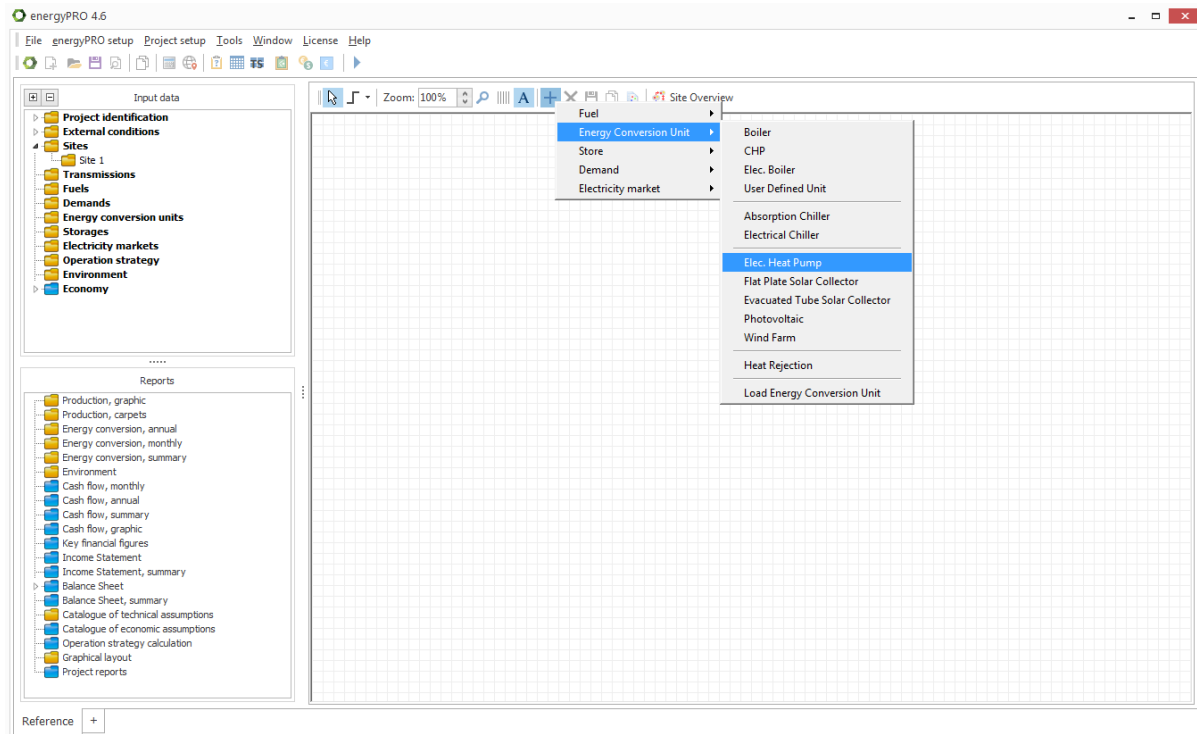 energyPRO 4.6
File energyPRO setup Project setup Tools Window License Help
TS
Input data
Project identification
External conditions
Sites
Site 1
Transmissions
Fuels
Demands
Energy conversion units
Storages
Electricity markets
Operation strategy
Environment
Economy
Reports
Production, graphic
Production, carpets
Energy conversion, annual
Energy conversion, monthly
Energy conversion, summary
Environment
Cash flow, monthly
Cash flow, annual
Cash flow, summary
Cash flow, graphic
Key financial figures
Income Statement
Income Statement, summary
Balance Sheet
Balance Sheet, summary
Catalogue of technical assumptions
Catalogue of economic assumptions
Operation strategy calculation
Graphical layout
Project reports
Zoom: 100% A Site Overview
Fuel
Energy Conversion Unit
Store
Demand
Electricity market
Boiler
CHP
Elec. Boiler
User Defined Unit
Absorption Chiller
Electrical Chiller
Elec. Heat Pump
Flat Plate Solar Collector
Evacuated Tube Solar Collector
Photovoltaic
Wind Farm
Heat Rejection
Load Energy Conversion Unit
Reference +